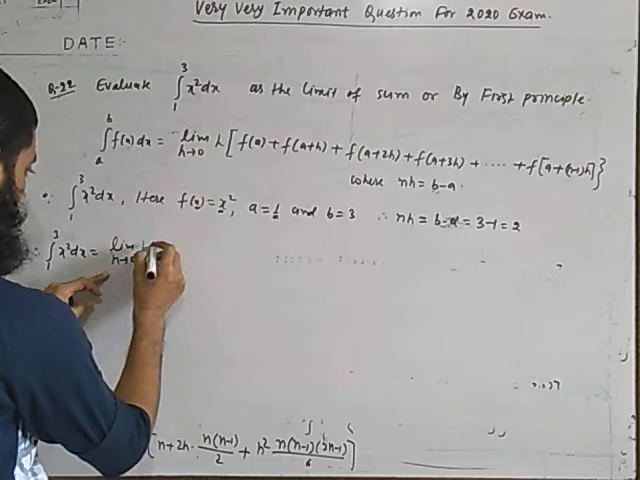 Very Very Important Question For 2020 Exam.
DATE:-
Q-22 Evaluate ∫₁³ x²dx as the limit of sum or By First principle.
∫ₐᵇ f(x)dx = lim h→0 h[f(a) + f(a+h) + f(a+2h) + f(a+3h) + ..... + f{a+(n-1)h}]
where nh = b-a.
∵ ∫₁³ x²dx, Here f(x) = x², a = 1 and b = 3 ∴ nh = b-a = 3-1 = 2
∴ ∫₁³ x²dx = lim h→0 h
[n+2h· n(n-1)/2 + h² n(n-1)(2n-1)/6]